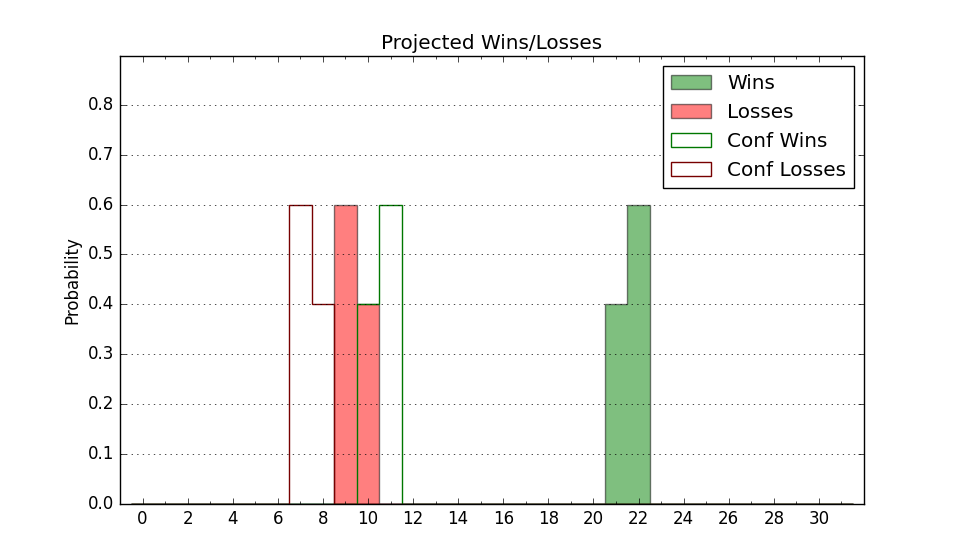 Projected Wins/Losses
Wins
Losses
Conf Wins
Conf Losses
Probability
0.8
0.7
0.6
0.5
0.4
0.3
0.2
0.1
0.0
0 2 4 6 8 10 12 14 16 18 20 22 24 26 28 30